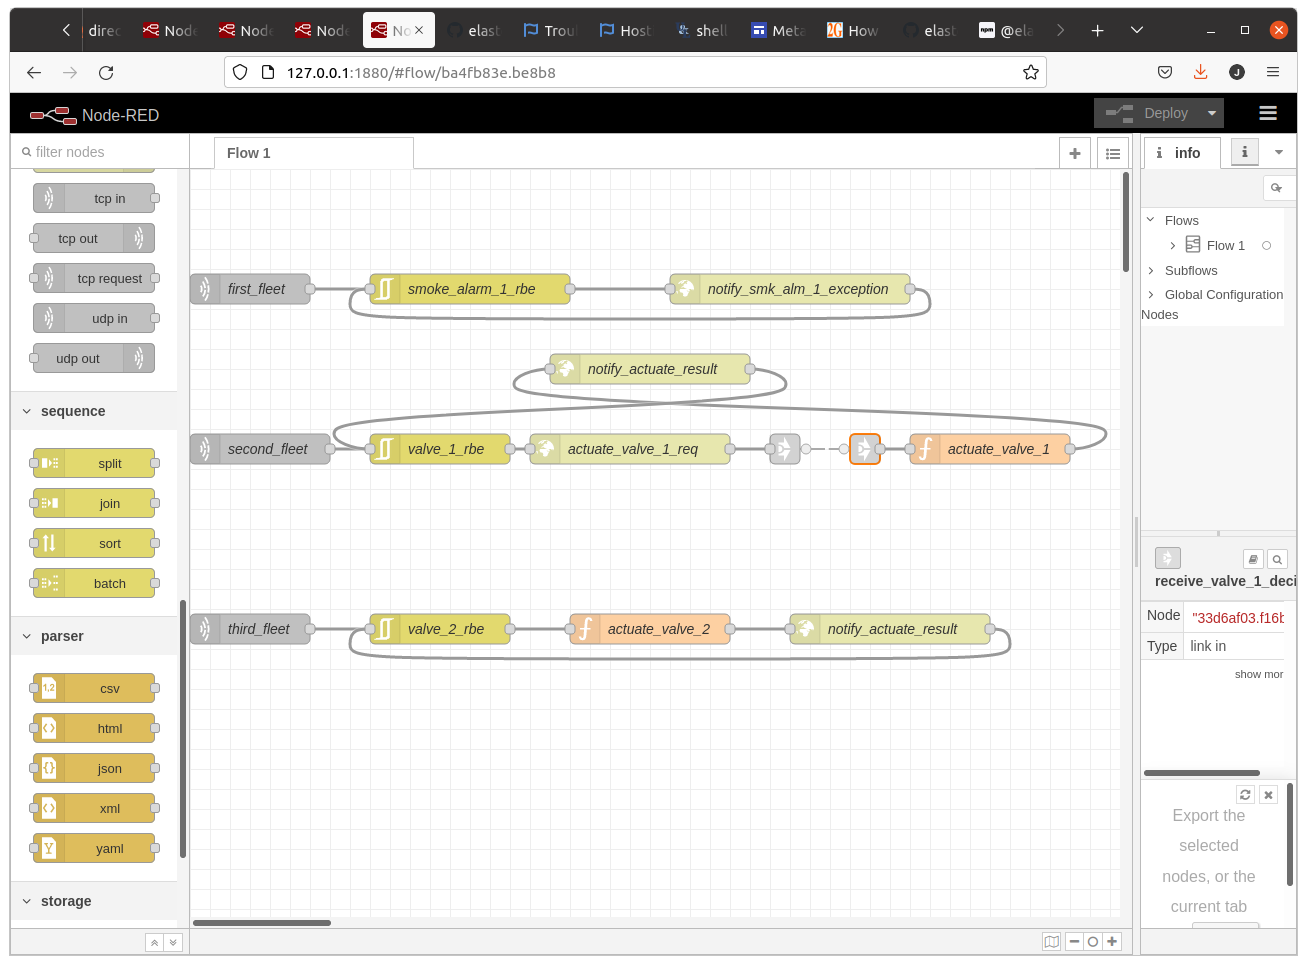 direc
Node
Node
Node
No
elast
Trou
Host
shell
Meta
How
elast
npm
@ela
127.0.0.1:1880/#flow/ba4fb83e.be8b8
J
Node-RED
Deploy
filter nodes
Flow 1
i info
i
tcp in
tcp out
tcp request
udp in
udp out
sequence
split
join
sort
batch
parser
1,2 csv
html
json
xml
Y yaml
storage
first_fleet
smoke_alarm_1_rbe
notify_smk_alm_1_exception
notify_actuate_result
second_fleet
valve_1_rbe
actuate_valve_1_req
f actuate_valve_1
third_fleet
valve_2_rbe
f actuate_valve_2
notify_actuate_result
Flows
Flow 1
Subflows
Global Configuration
Nodes
receive_valve_1_deci
Node "33d6af03.f16b
Type link in
show mor
Export the
selected
nodes, or the
current tab